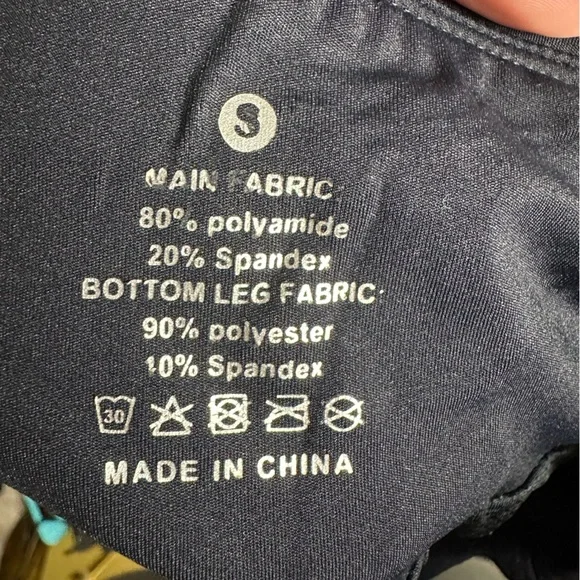 S
MAIN FABRIC:
80% polyamide
20% Spandex
BOTTOM LEG FABRIC:
90% polyester
10% Spandex
30
MADE IN CHINA